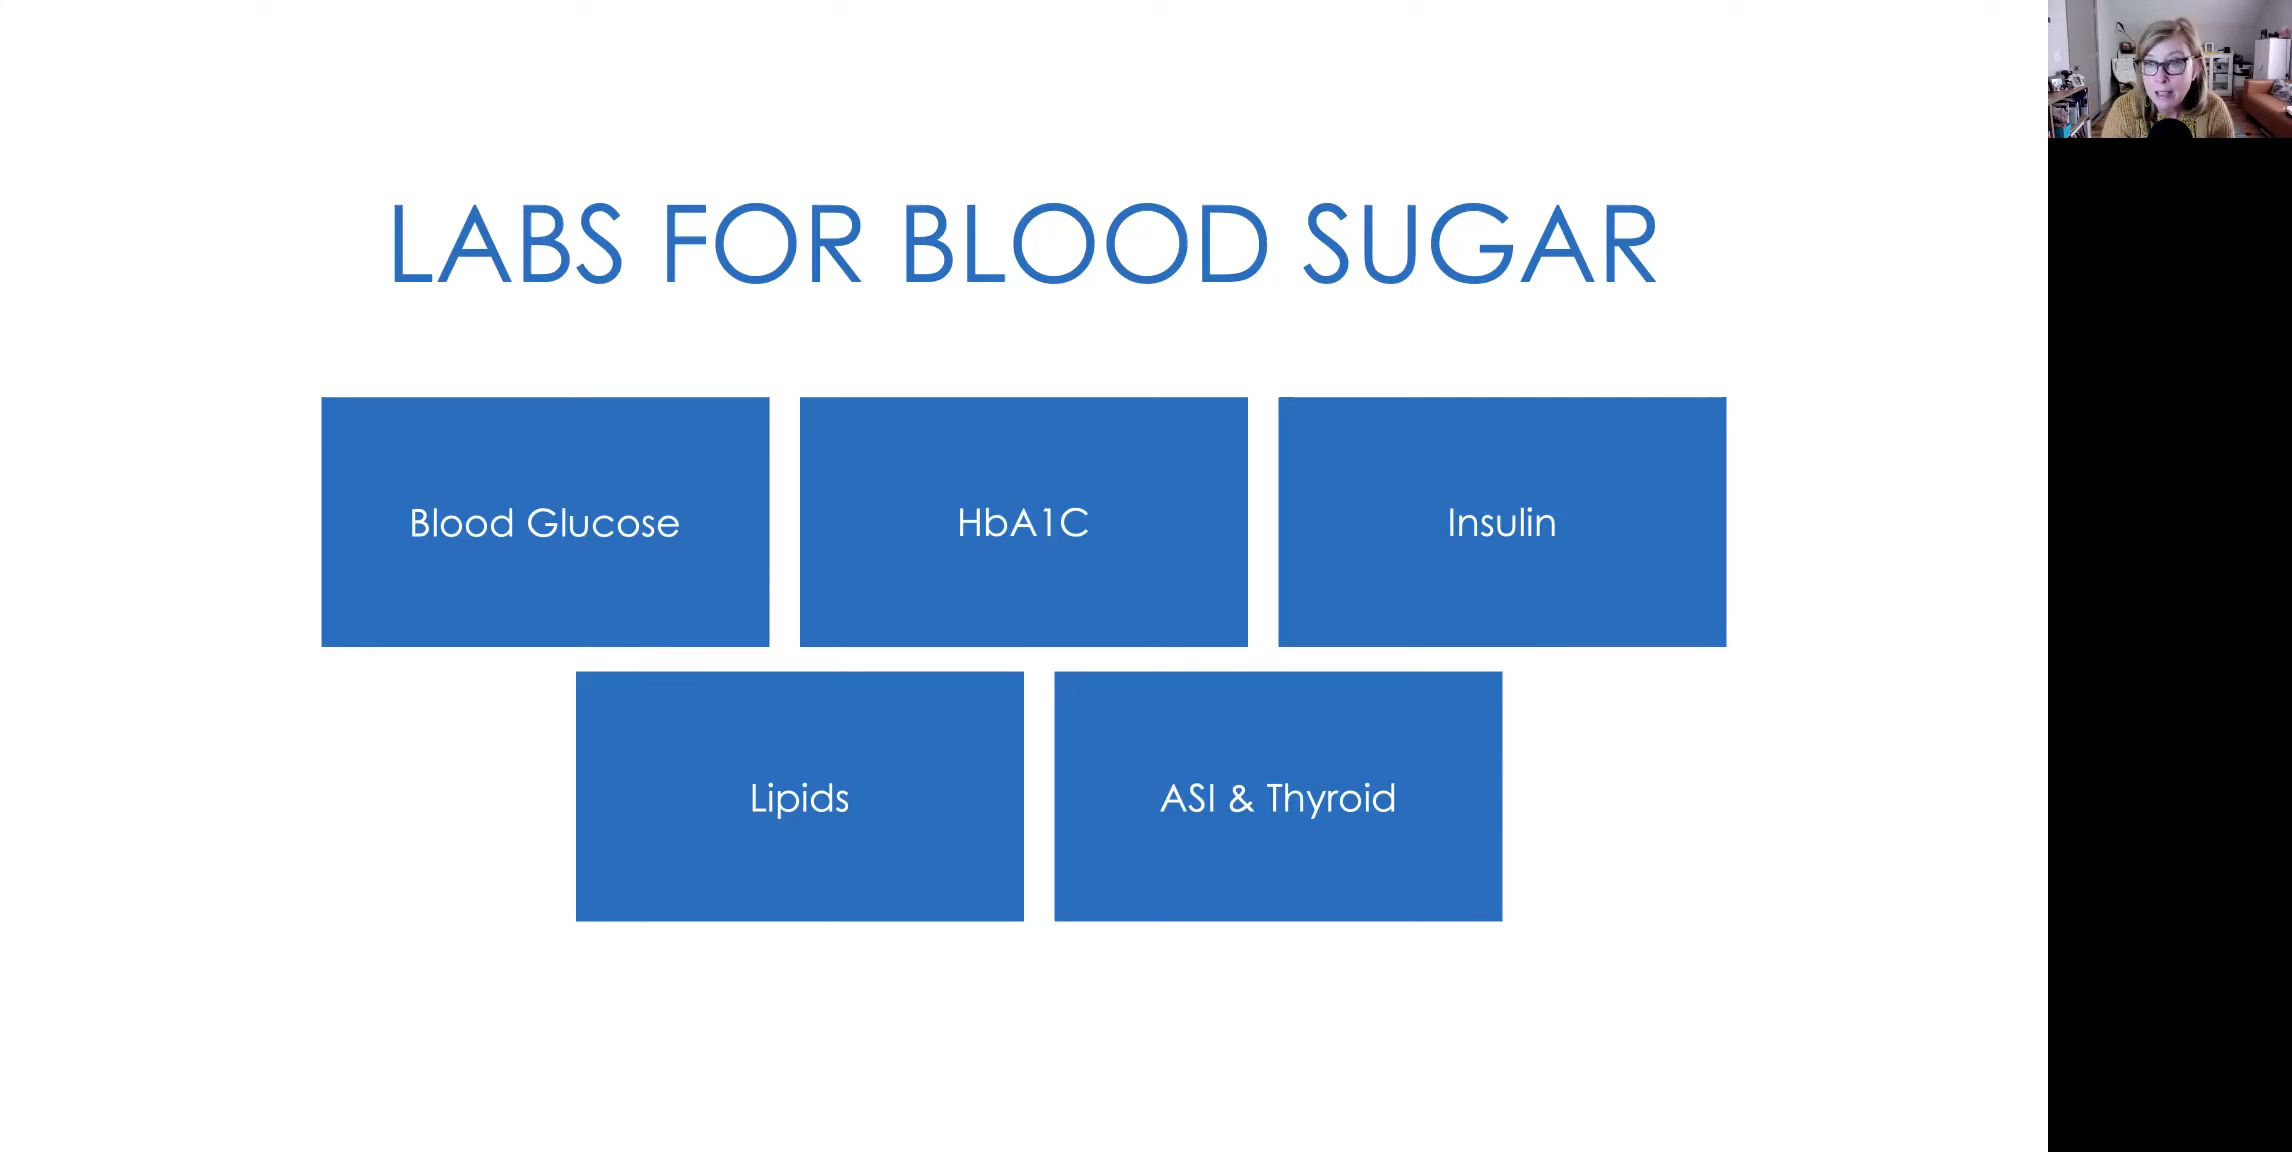 LABS FOR BLOOD SUGAR
Blood Glucose
HbA1C
Insulin
Lipids
ASI & Thyroid